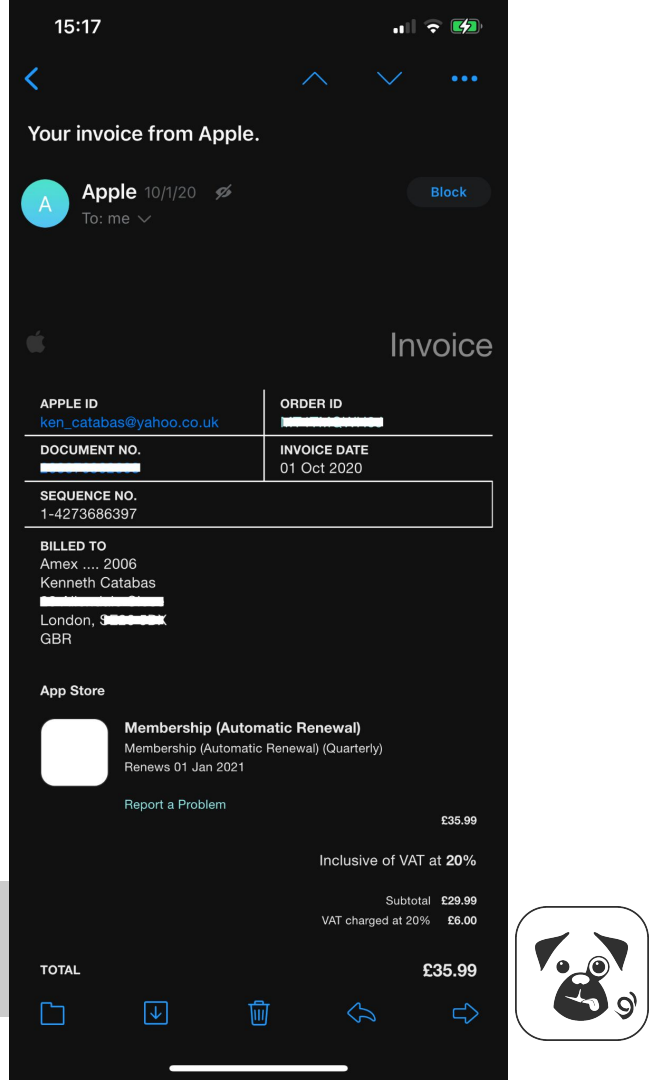 15:17
Your invoice from Apple.
A
Apple 10/1/20
Block
To: me
Invoice
APPLE ID
ken_catabas@yahoo.co.uk
ORDER ID
DOCUMENT NO.
INVOICE DATE
01 Oct 2020
SEQUENCE NO.
1-4273686397
BILLED TO
Amex .... 2006
Kenneth Catabas
London,
GBR
App Store
Membership (Automatic Renewal)
Membership (Automatic Renewal) (Quarterly)
Renews 01 Jan 2021
Report a Problem
£35.99
Inclusive of VAT at 20%
Subtotal £29.99
VAT charged at 20% £6.00
TOTAL £35.99